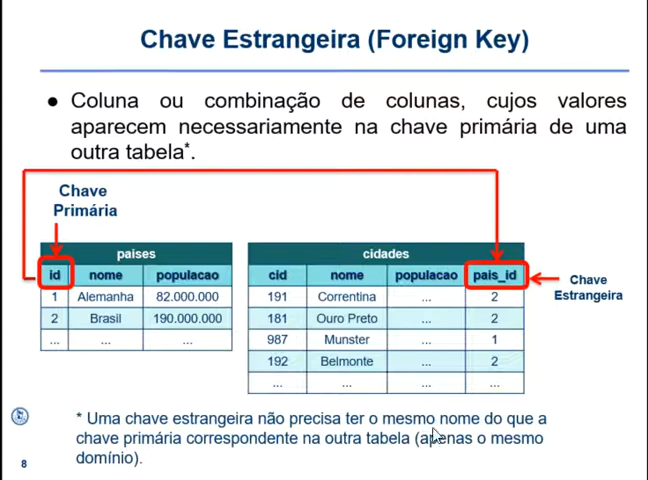 Chave Estrangeira (Foreign Key)
● Coluna ou combinação de colunas, cujos valores
aparecem necessariamente na chave primária de uma
outra tabela*.
Chave
Primária
paises
id nome populacao
1 Alemanha 82.000.000
2 Brasil 190.000.000
... ... ...
cidades
cid nome populacao pais_id
191 Correntina ... 2
181 Ouro Preto ... 2
987 Munster ... 1
192 Belmonte ... 2
... ... ... ...
Chave
Estrangeira
* Uma chave estrangeira não precisa ter o mesmo nome do que a
chave primária correspondente na outra tabela (apenas o mesmo
domínio).
8